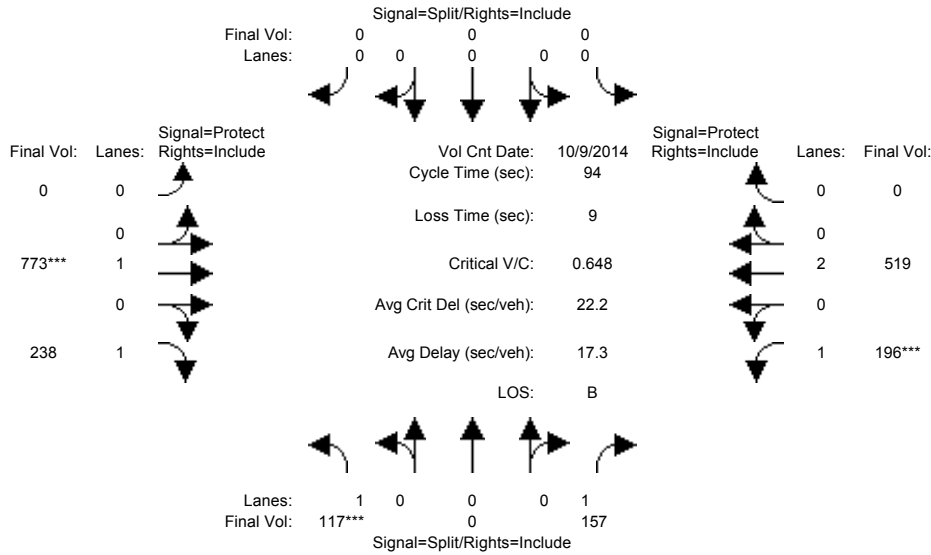 Signal=Split/Rights=Include
Final Vol: 0 0 0
Lanes: 0 0 0 0 0
Signal=Protect Signal=Protect
Final Vol: Lanes: Rights=Include Vol Cnt Date: 10/9/2014 Rights=Include Lanes: Final Vol:
Cycle Time (sec): 94
0 0 0 0
Loss Time (sec): 9
0 0
773*** 1 Critical V/C: 0.648 2 519
0 Avg Crit Del (sec/veh): 22.2 0
238 1 Avg Delay (sec/veh): 17.3 1 196***
LOS: B
Lanes: 1 0 0 0 1
Final Vol: 117*** 0 157
Signal=Split/Rights=Include